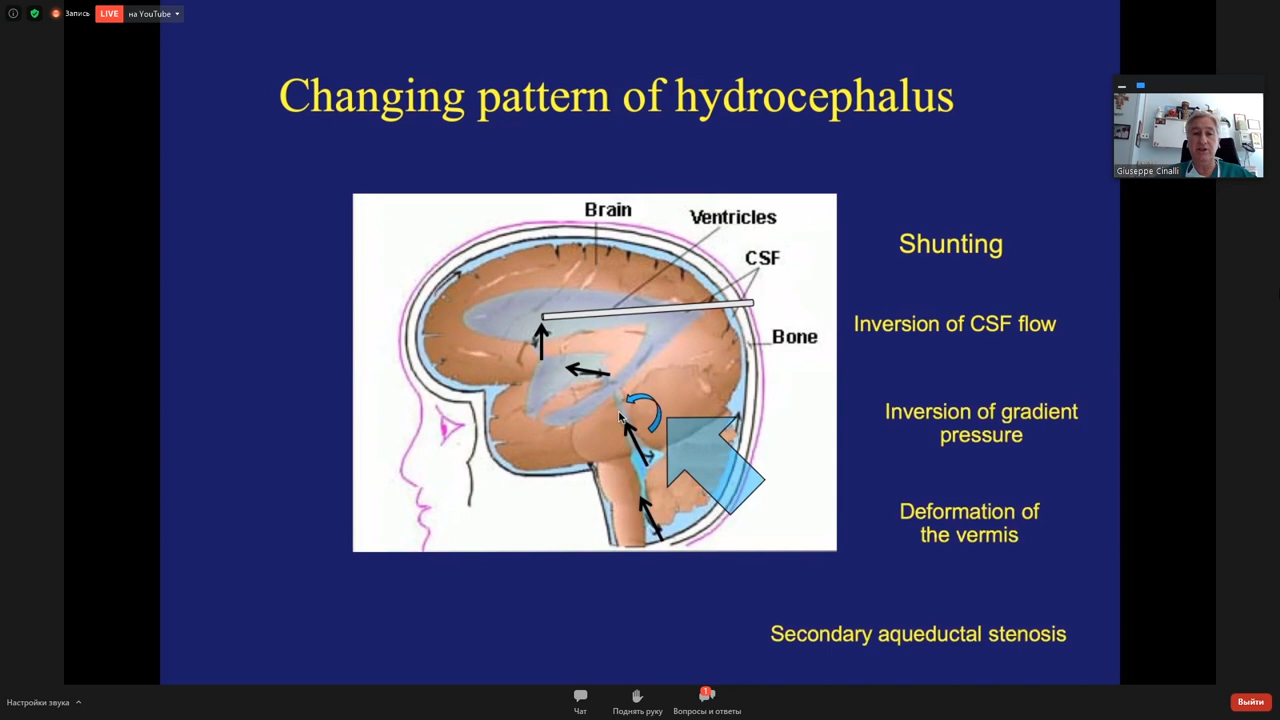 Запись
LIVE
на YouTube
Changing pattern of hydrocephalus
Giuseppe Cinalli
Brain
Ventricles
CSF
Bone
Shunting
Inversion of CSF flow
Inversion of gradient
pressure
Deformation of
the vermis
Secondary aqueductal stenosis
Настройки звука
Чат
Поднять руку
1
Вопросы и ответы
Выйти